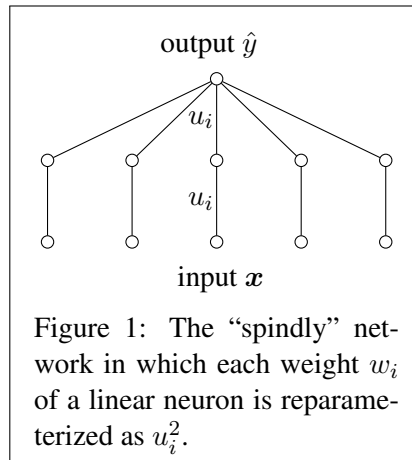 output ŷ
u_i
u_i
input x
Figure 1: The “spindly” net-
work in which each weight w_i
of a linear neuron is reparame-
terized as u_i^2.